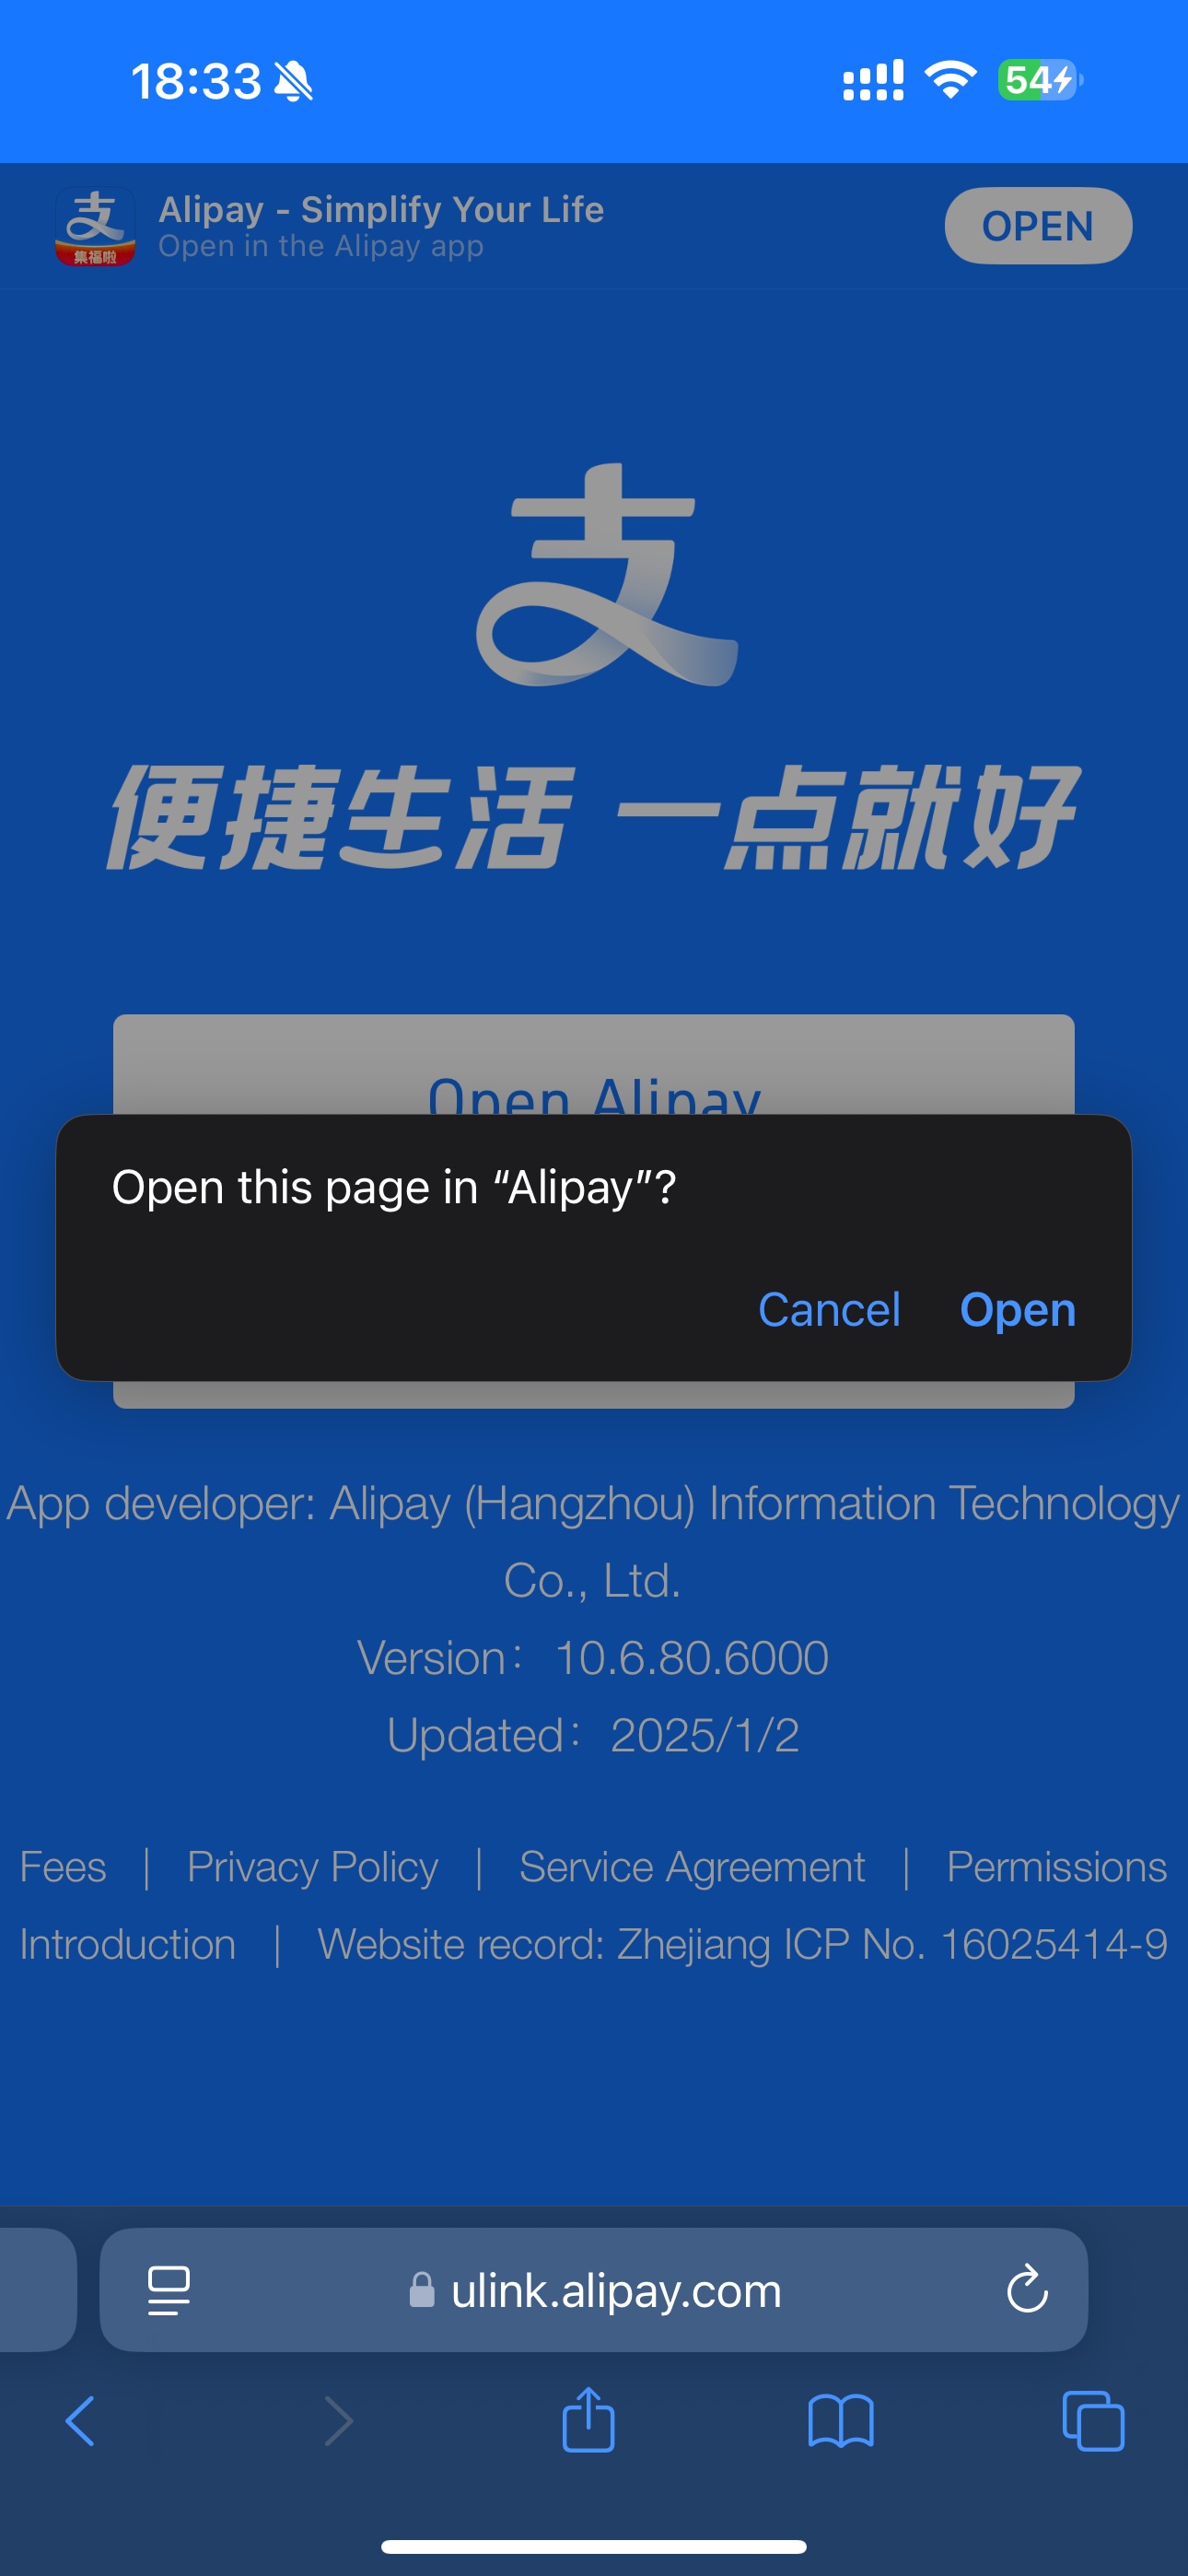 18:33
54
Alipay - Simplify Your Life
集福啦
Open in the Alipay app
OPEN
支
便捷生活 一点就好
Open Alipay
Open this page in “Alipay”?
Cancel Open
App developer: Alipay (Hangzhou) Information Technology
Co., Ltd.
Version：10.6.80.6000
Updated：2025/1/2
Fees | Privacy Policy | Service Agreement | Permissions
Introduction | Website record: Zhejiang ICP No. 16025414-9
ulink.alipay.com